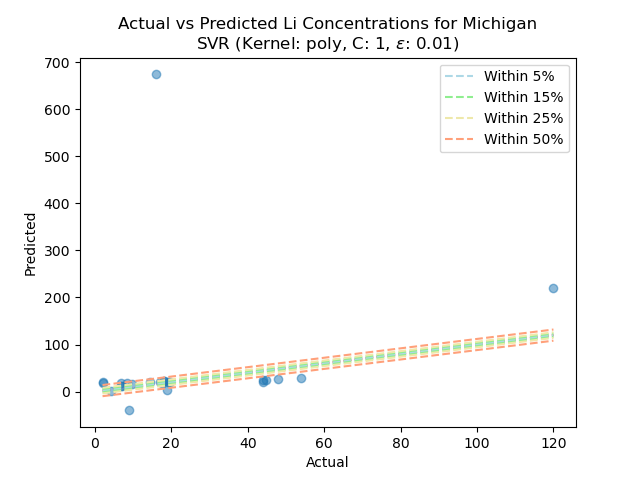 Actual vs Predicted Li Concentrations for Michigan
SVR (Kernel: poly, C: 1, ε: 0.01)
Within 5%
Within 15%
Within 25%
Within 50%
700
600
500
400
300
200
100
0
Predicted
0 20 40 60 80 100 120
Actual